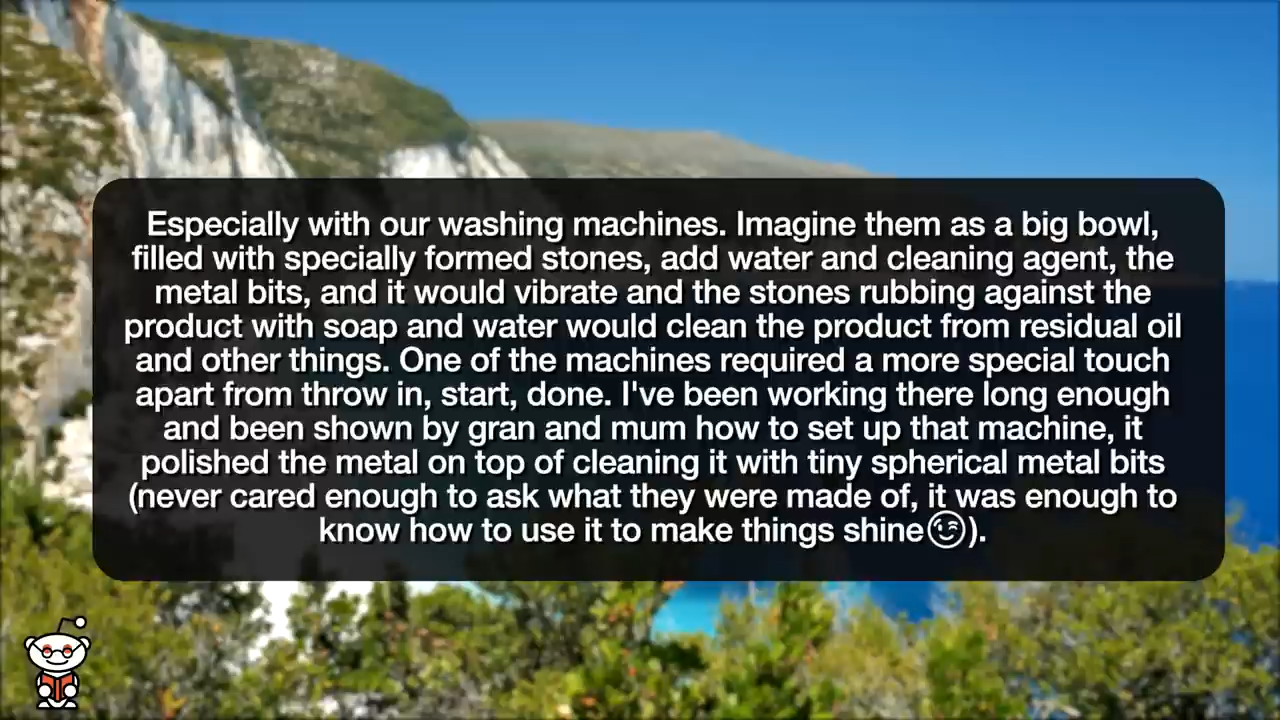 Especially with our washing machines. Imagine them as a big bowl,
filled with specially formed stones, add water and cleaning agent, the
metal bits, and it would vibrate and the stones rubbing against the
product with soap and water would clean the product from residual oil
and other things. One of the machines required a more special touch
apart from throw in, start, done. I've been working there long enough
and been shown by gran and mum how to set up that machine, it
polished the metal on top of cleaning it with tiny spherical metal bits
(never cared enough to ask what they were made of, it was enough to
know how to use it to make things shine😉).